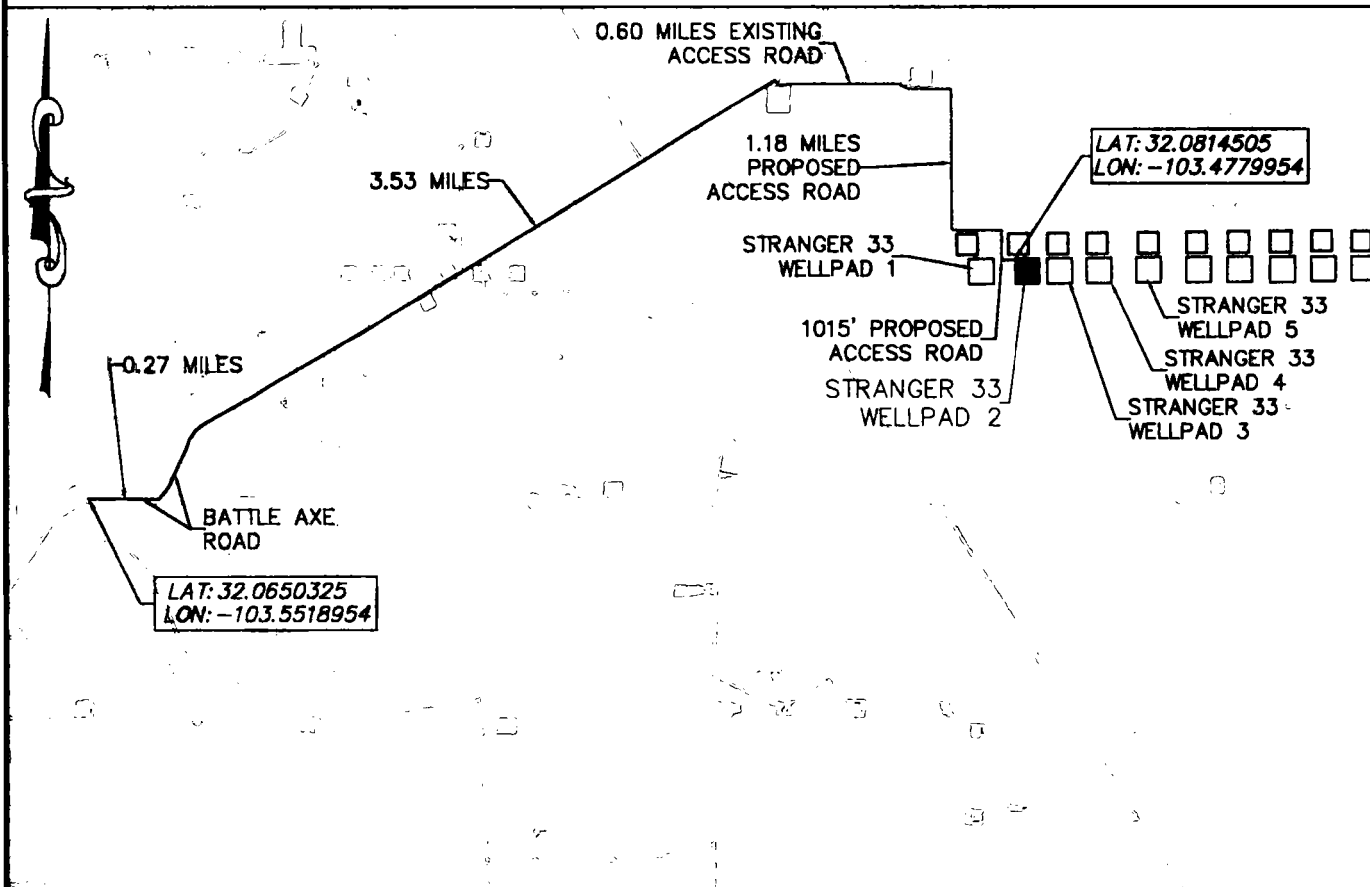 0.60 MILES EXISTING
ACCESS ROAD
1.18 MILES
PROPOSED
ACCESS ROAD
LAT: 32.0814505
LON: -103.4779954
3.53 MILES
STRANGER 33
WELLPAD 1
1015' PROPOSED
ACCESS ROAD
STRANGER 33
WELLPAD 2
STRANGER 33
WELLPAD 5
STRANGER 33
WELLPAD 4
STRANGER 33
WELLPAD 3
0.27 MILES
BATTLE AXE
ROAD
LAT: 32.0650325
LON: -103.5518954